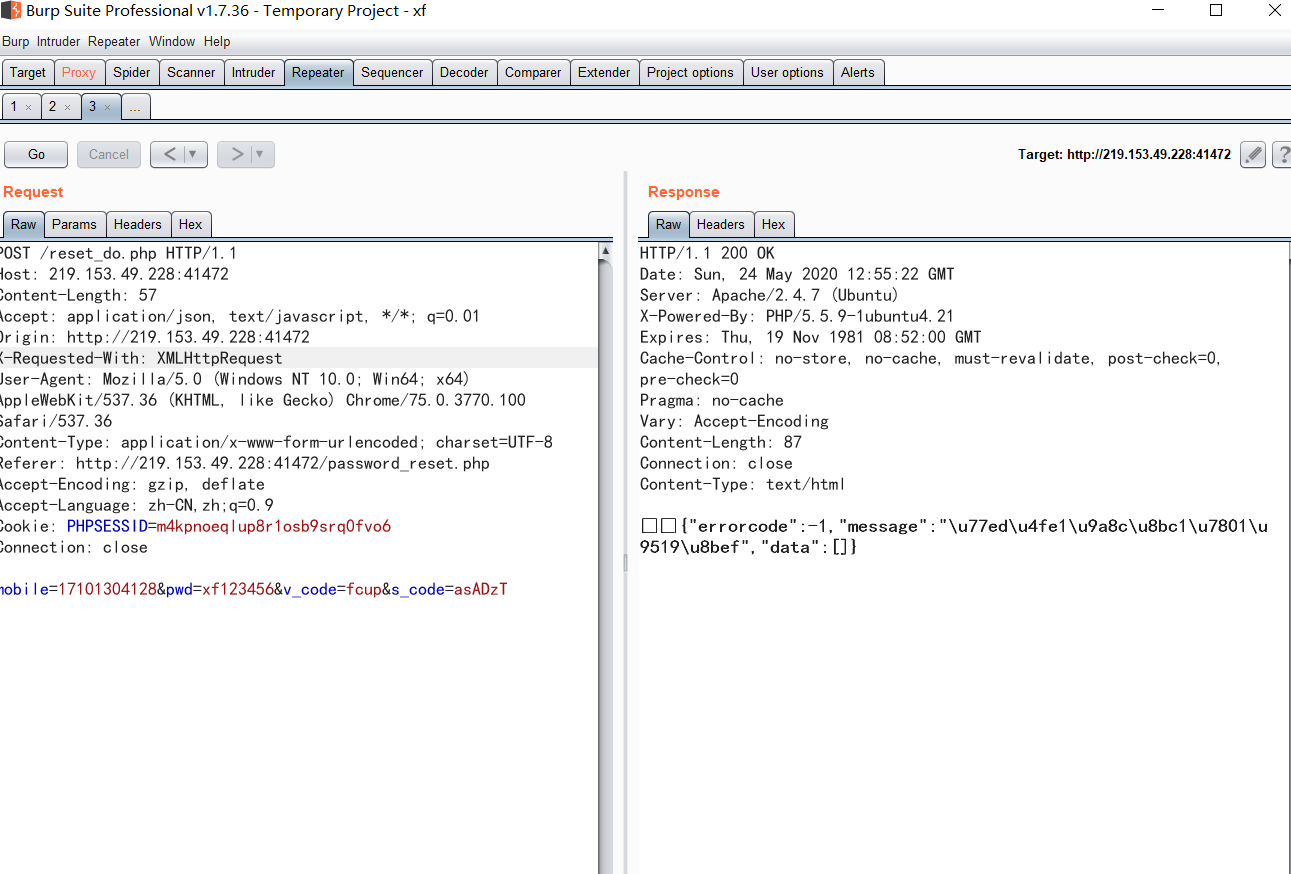 Burp Suite Professional v1.7.36 - Temporary Project - xf
Burp Intruder Repeater Window Help
Target Proxy Spider Scanner Intruder Repeater Sequencer Decoder Comparer Extender Project options User options Alerts
1 × 2 × 3 × ...
Go Cancel < ▼ > ▼ Target: http://219.153.49.228:41472 ?
Request
Raw Params Headers Hex
POST /reset_do.php HTTP/1.1
Host: 219.153.49.228:41472
Content-Length: 57
Accept: application/json, text/javascript, */*; q=0.01
Origin: http://219.153.49.228:41472
X-Requested-With: XMLHttpRequest
User-Agent: Mozilla/5.0 (Windows NT 10.0; Win64; x64)
AppleWebKit/537.36 (KHTML, like Gecko) Chrome/75.0.3770.100
Safari/537.36
Content-Type: application/x-www-form-urlencoded; charset=UTF-8
Referer: http://219.153.49.228:41472/password_reset.php
Accept-Encoding: gzip, deflate
Accept-Language: zh-CN,zh;q=0.9
Cookie: PHPSESSID=m4kpnoeqlup8r1osb9srq0fvo6
Connection: close
mobile=17101304128&pwd=xf123456&v_code=fcup&s_code=asADzT
Response
Raw Headers Hex
HTTP/1.1 200 OK
Date: Sun, 24 May 2020 12:55:22 GMT
Server: Apache/2.4.7 (Ubuntu)
X-Powered-By: PHP/5.5.9-1ubuntu4.21
Expires: Thu, 19 Nov 1981 08:52:00 GMT
Cache-Control: no-store, no-cache, must-revalidate, post-check=0,
pre-check=0
Pragma: no-cache
Vary: Accept-Encoding
Content-Length: 87
Connection: close
Content-Type: text/html
□□{"errorcode":-1,"message":"\u77ed\u4fe1\u9a8c\u8bc1\u7801\u
9519\u8bef","data":[]}